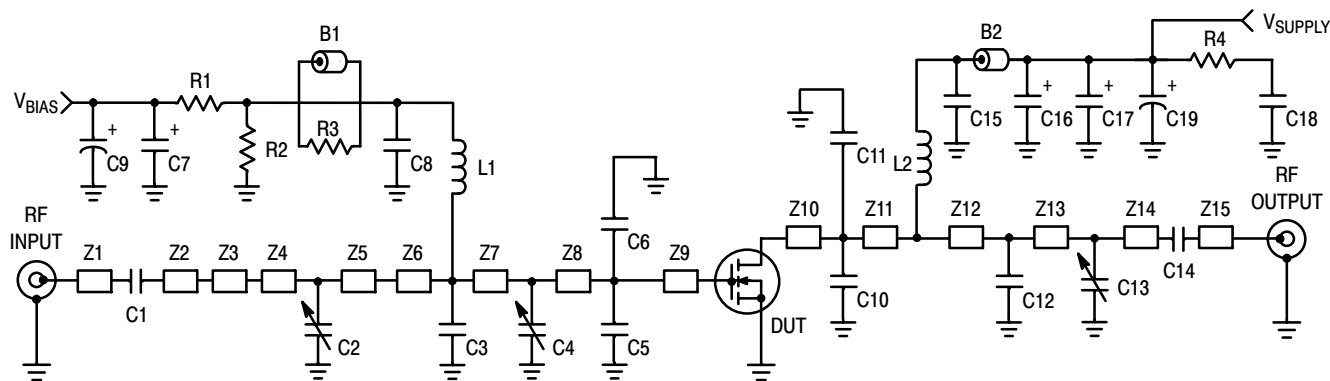 B1
B2
V_SUPPLY
R4
R1
V_BIAS
+
+
+
+
+
R3
R2
C9
C7
C8
L1
C15
C16
C17
C19
C18
C11
L2
C6
RF
INPUT
RF
OUTPUT
Z1
Z2
Z3
Z4
Z5
Z6
Z7
Z8
Z9
Z10
Z11
Z12
Z13
Z14
Z15
C1
C2
C3
C4
C5
DUT
C10
C12
C13
C14